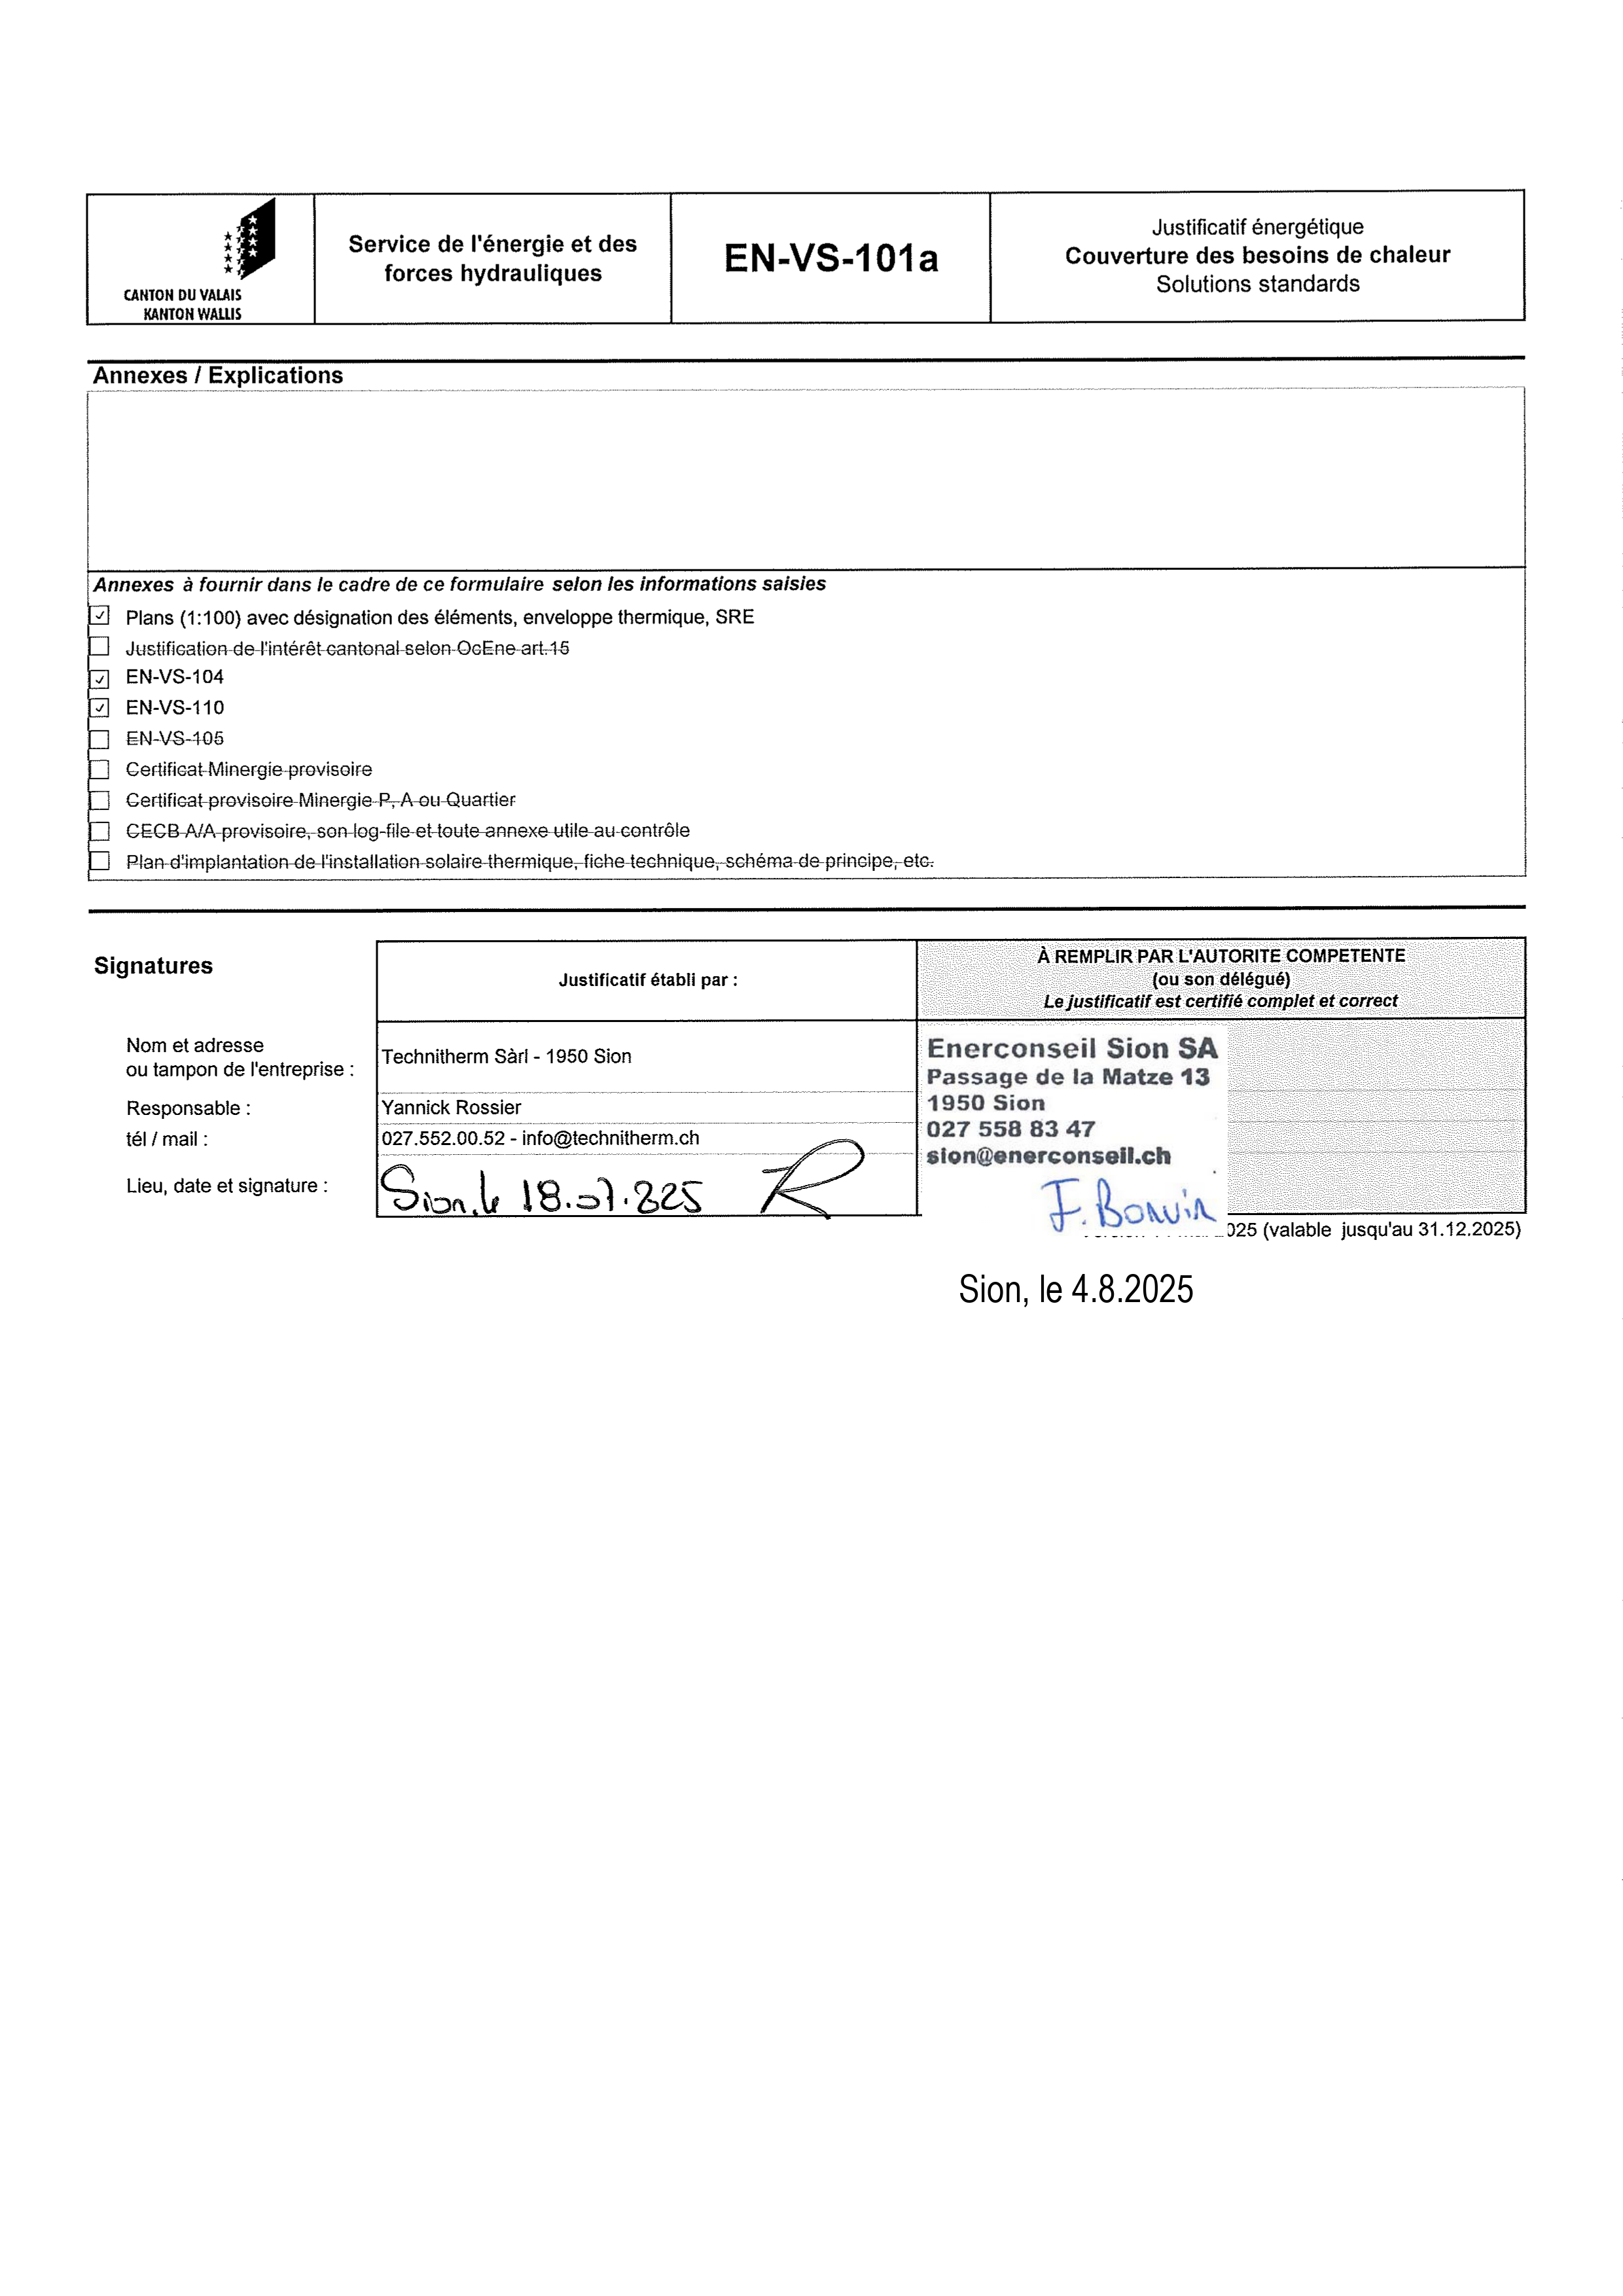 CANTON DU VALAIS
KANTON WALLIS
Service de l'énergie et des
forces hydrauliques
EN-VS-101a
Justificatif énergétique
Couverture des besoins de chaleur
Solutions standards
Annexes / Explications
Annexes à fournir dans le cadre de ce formulaire selon les informations saisies
Plans (1:100) avec désignation des éléments, enveloppe thermique, SRE
Justification de l'intérêt cantonal selon OcEne art.15
EN-VS-104
EN-VS-110
EN-VS-105
Certificat Minergie provisoire
Certificat provisoire Minergie-P, A ou Quartier
CECB A/A provisoire, son log-file et toute annexe utile au contrôle
Plan d'implantation de l'installation solaire thermique, fiche technique, schéma de principe, etc.
Signatures
Justificatif établi par :
À REMPLIR PAR L'AUTORITE COMPETENTE
(ou son délégué)
Le justificatif est certifié complet et correct
Nom et adresse
ou tampon de l'entreprise :
Technitherm Sàrl - 1950 Sion
Responsable :
Yannick Rossier
tél / mail :
027.552.00.52 - info@technitherm.ch
Lieu, date et signature :
Sion, le 18.07.225
Enerconseil Sion SA
Passage de la Matze 13
1950 Sion
027 558 83 47
sion@enerconseil.ch
F. Bonvin
025 (valable jusqu'au 31.12.2025)
Sion, le 4.8.2025